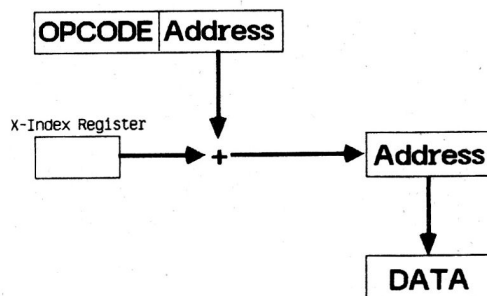 OPCODE Address
X-Index Register
+
Address
DATA